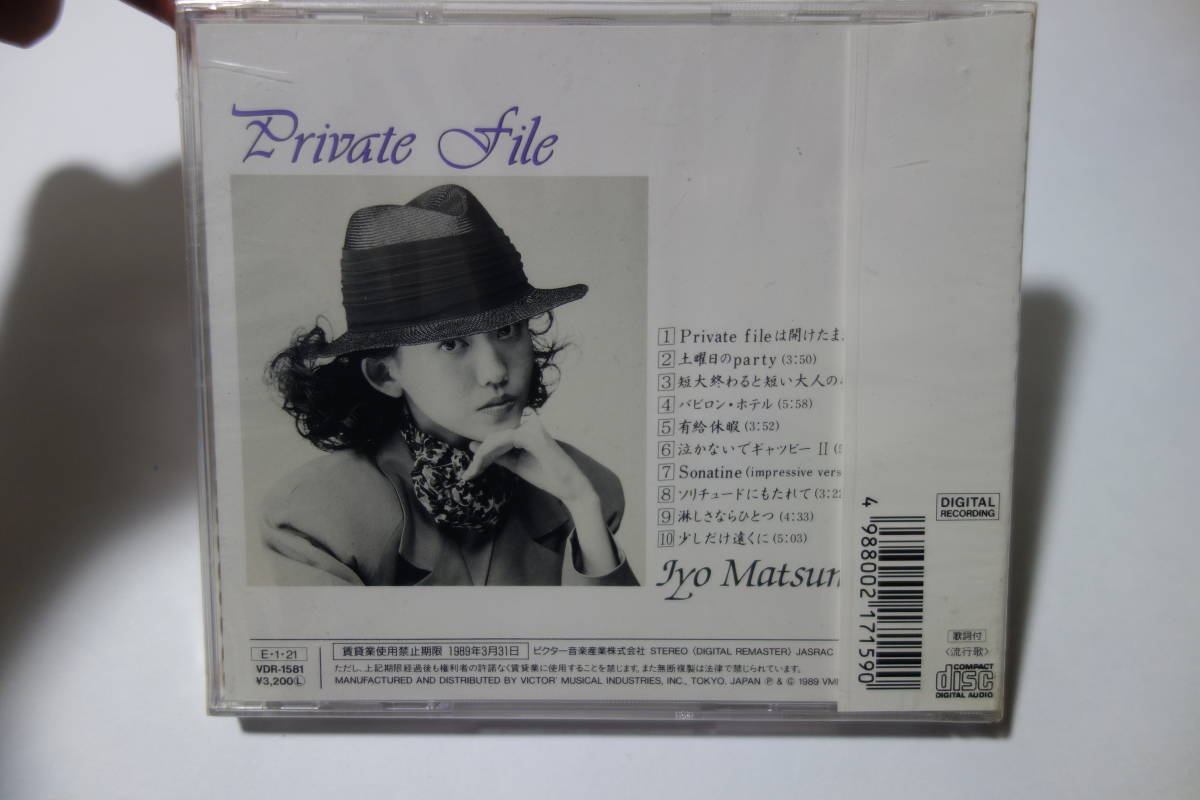 Private File
1 Private fileは開けたま
2 土曜日のparty (3:50)
3 短大終わると短い大人の
4 バビロン・ホテル (5:58)
5 有給休暇 (3:52)
6 泣かないでギャツビー II (5
7 Sonatine (impressive vers
8 ソリチュードにもたれて (3:22
9 淋しさならひとつ (4:33)
10 少しだけ遠くに (5:03)
Iyo Matsum
E・1・21
VDR-1581
¥3,200Ⓛ
賃貸業使用禁止期限 1989年3月31日 ビクター音楽産業株式会社 STEREO (DIGITAL REMASTER) JASRAC
ただし、上記期限経過後も権利者の許諾なく賃貸業に使用することを禁じます。また無断複製は法律で禁じられています。
MANUFACTURED AND DISTRIBUTED BY VICTOR MUSICAL INDUSTRIES, INC., TOKYO. JAPAN Ⓟ & © 1989 VMI
4 988002 171590
DIGITAL
RECORDING
歌詞付
〈流行歌〉
COMPACT
disc
DIGITAL AUDIO